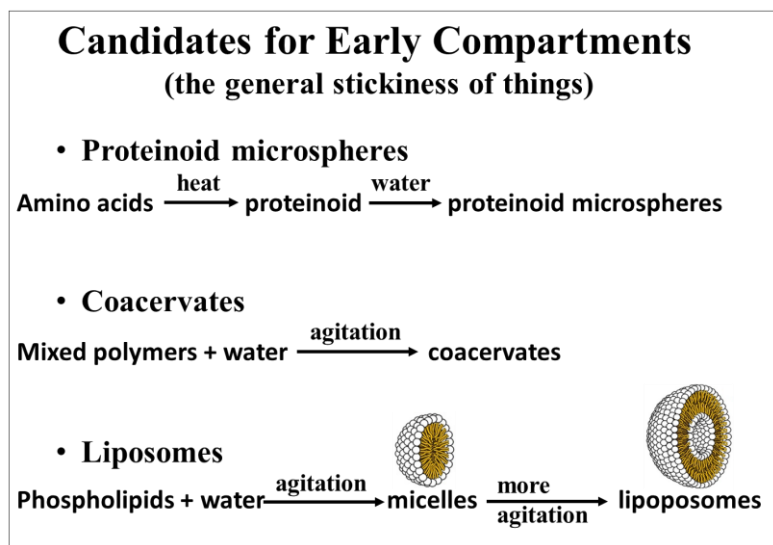 Candidates for Early Compartments
(the general stickiness of things)
• Proteinoid microspheres
heat water
Amino acids proteinoid proteinoid microspheres
• Coacervates
agitation
Mixed polymers + water coacervates
• Liposomes
agitation more
Phospholipids + water micelles lipoposomes
agitation